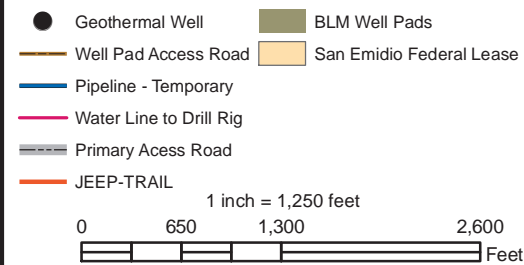 Geothermal Well
BLM Well Pads
Well Pad Access Road
San Emidio Federal Lease
Pipeline - Temporary
Water Line to Drill Rig
Primary Acess Road
JEEP-TRAIL
1 inch = 1,250 feet
0 650 1,300 2,600
Feet